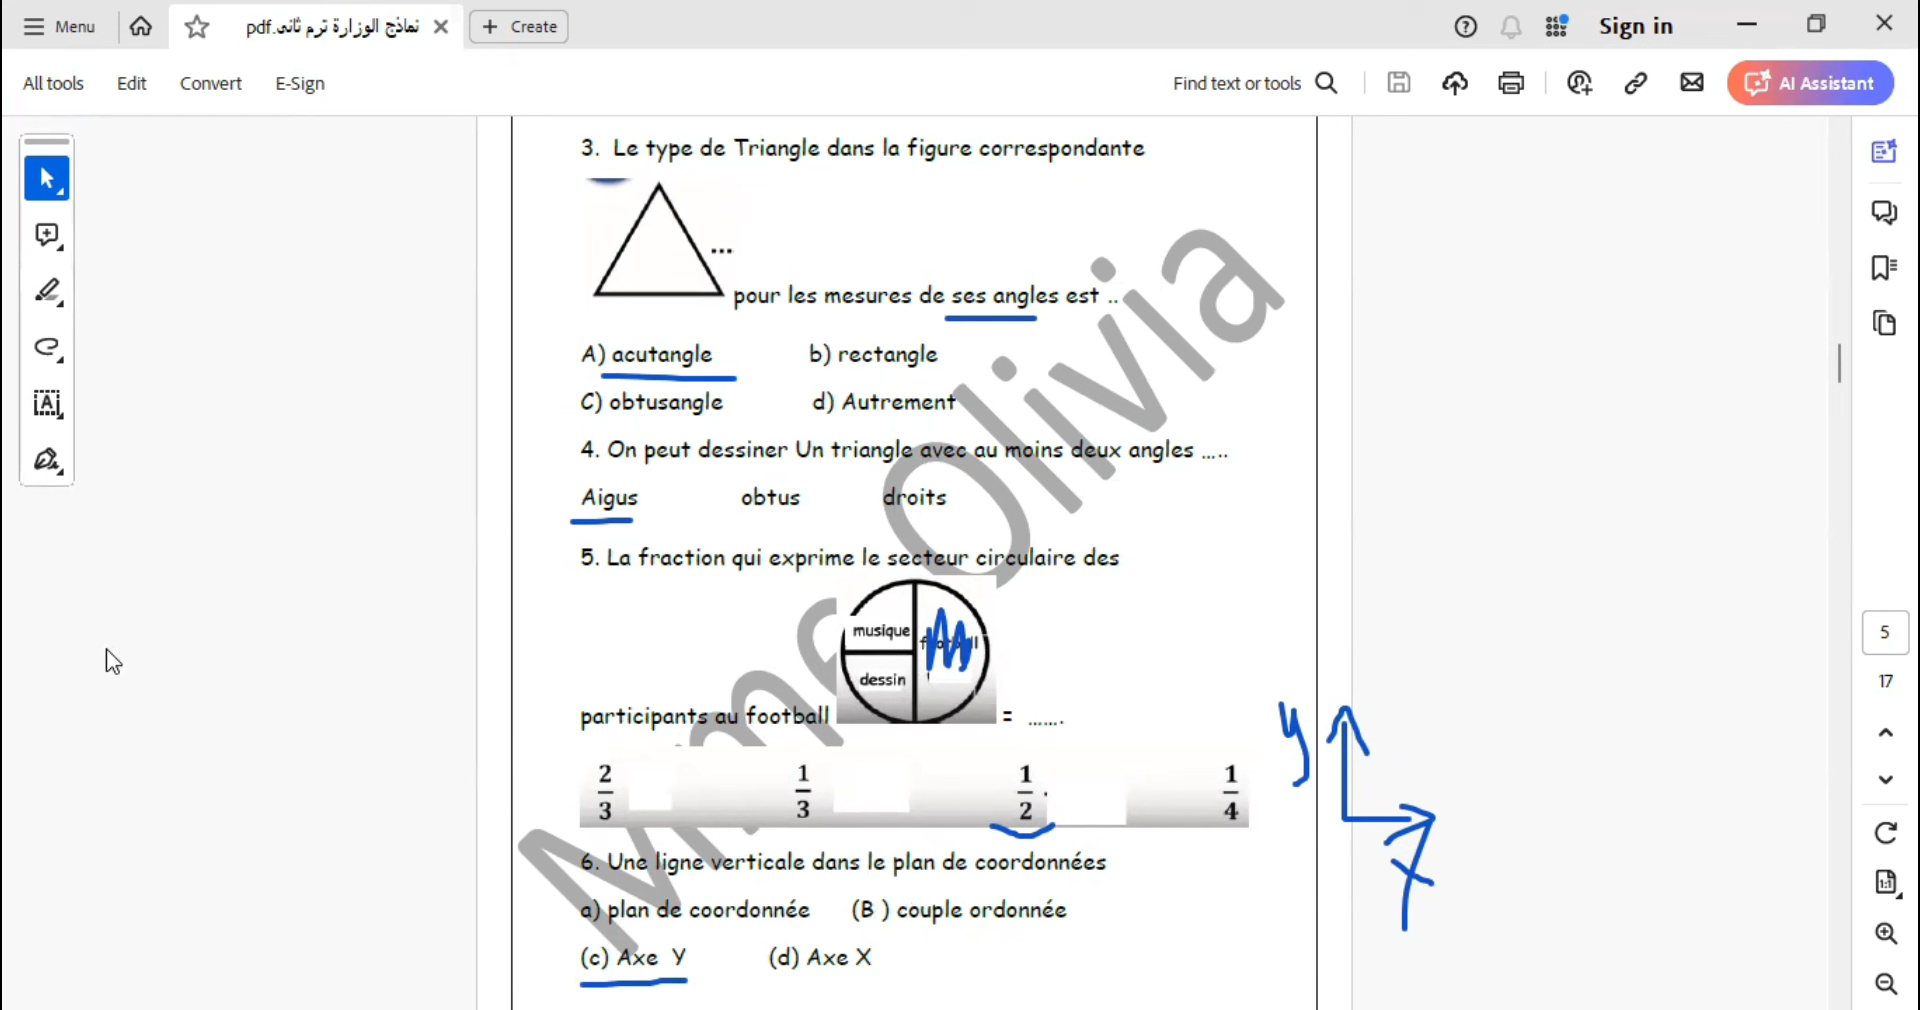 Menu
نماذج الوزارة ترم ثانى.pdf
Create
Sign in
All tools Edit Convert E-Sign
Find text or tools
AI Assistant
3. Le type de Triangle dans la figure correspondante
...
pour les mesures de ses angles est ..
A) acutangle b) rectangle
C) obtusangle d) Autrement
4. On peut dessiner Un triangle avec au moins deux angles .....
Aigus obtus droits
5. La fraction qui exprime le secteur circulaire des
musique football
dessin
participants au football = .......
2/3 1/3 1/2 . 1/4
6. Une ligne verticale dans le plan de coordonnées
a) plan de coordonnée (B ) couple ordonnée
(c) Axe Y (d) Axe X
y
x
Mme Olivia
5
17
1:1